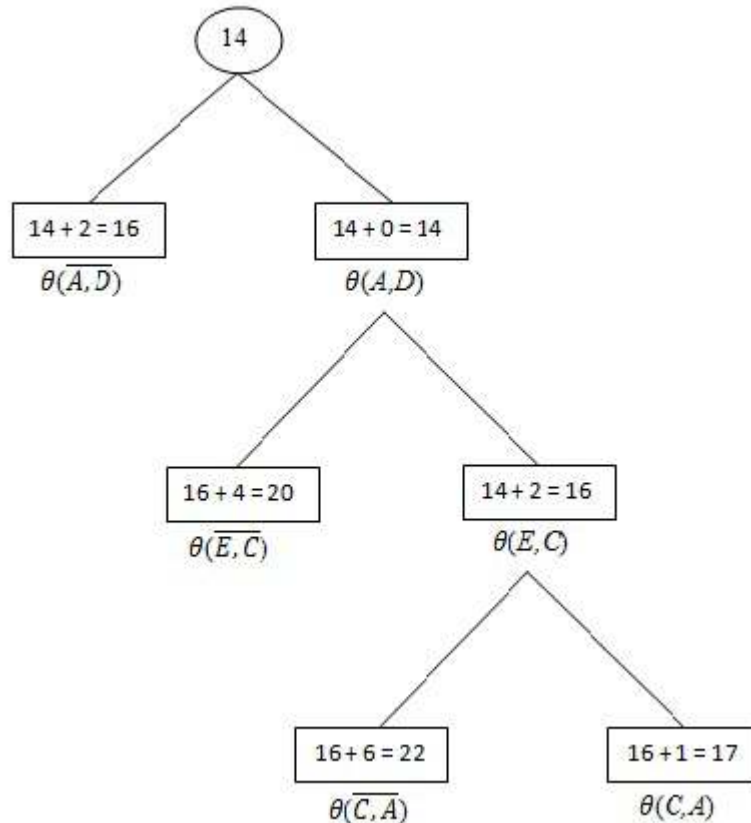 14
14 + 2 = 16
14 + 0 = 14
θ(A̅,̅D̅)
θ(A,D)
16 + 4 = 20
14 + 2 = 16
θ(E̅,̅C̅)
θ(E,C)
16 + 6 = 22
16 + 1 = 17
θ(C̅,̅A̅)
θ(C,A)